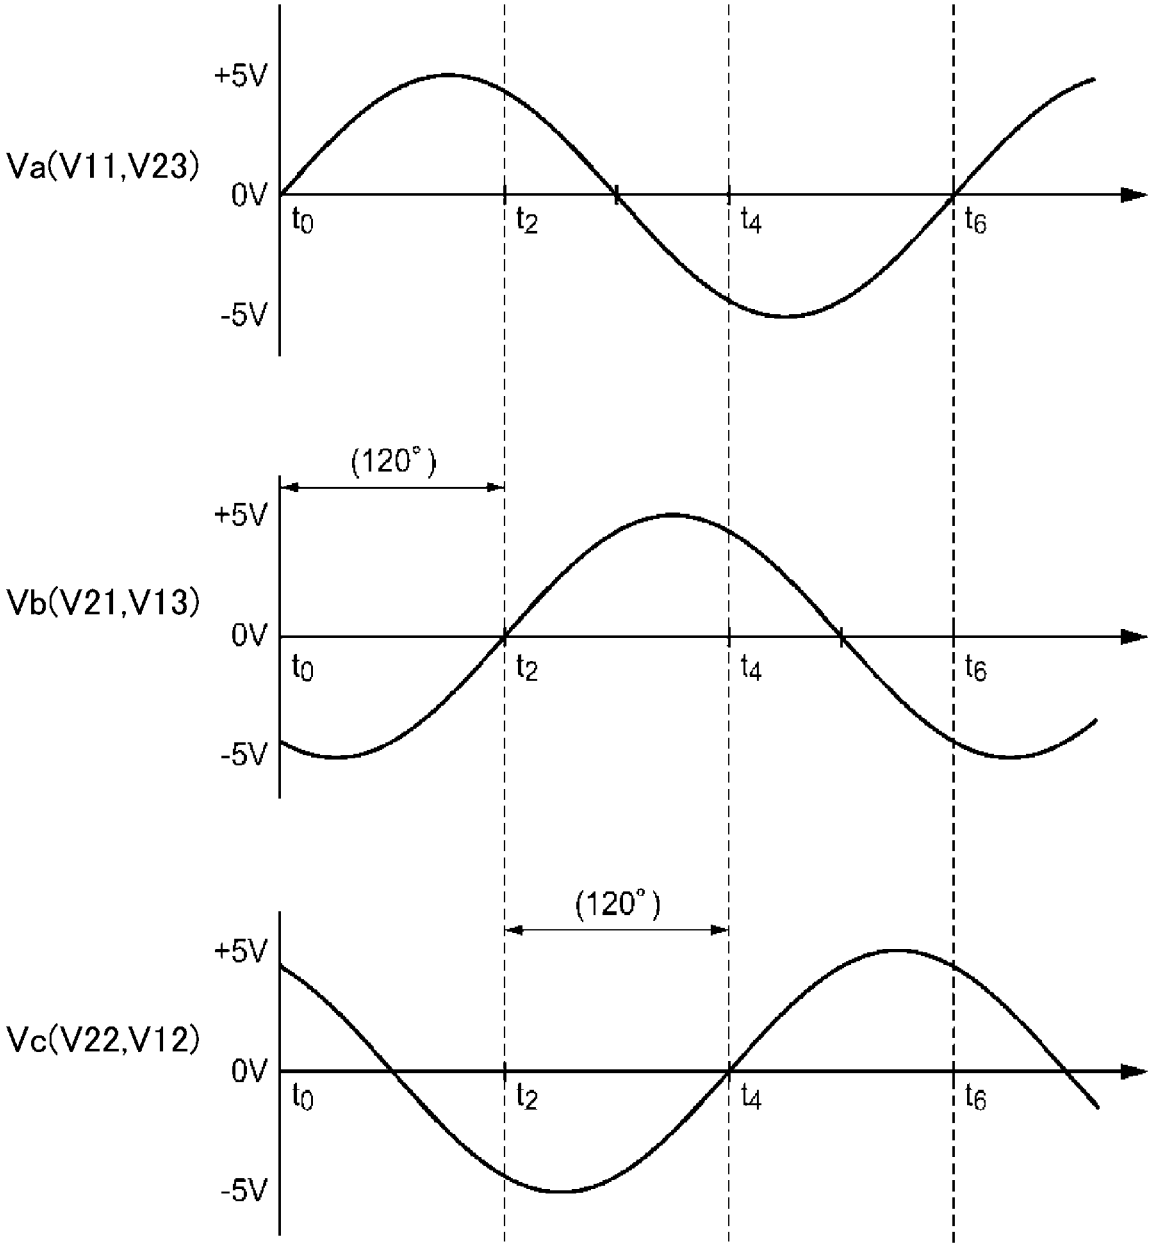 +5V
Va(V11,V23)
0V
t0 t2 t4 t6
-5V
(120°)
+5V
Vb(V21,V13)
0V
t0 t2 t4 t6
-5V
(120°)
+5V
Vc(V22,V12)
0V
t0 t2 t4 t6
-5V